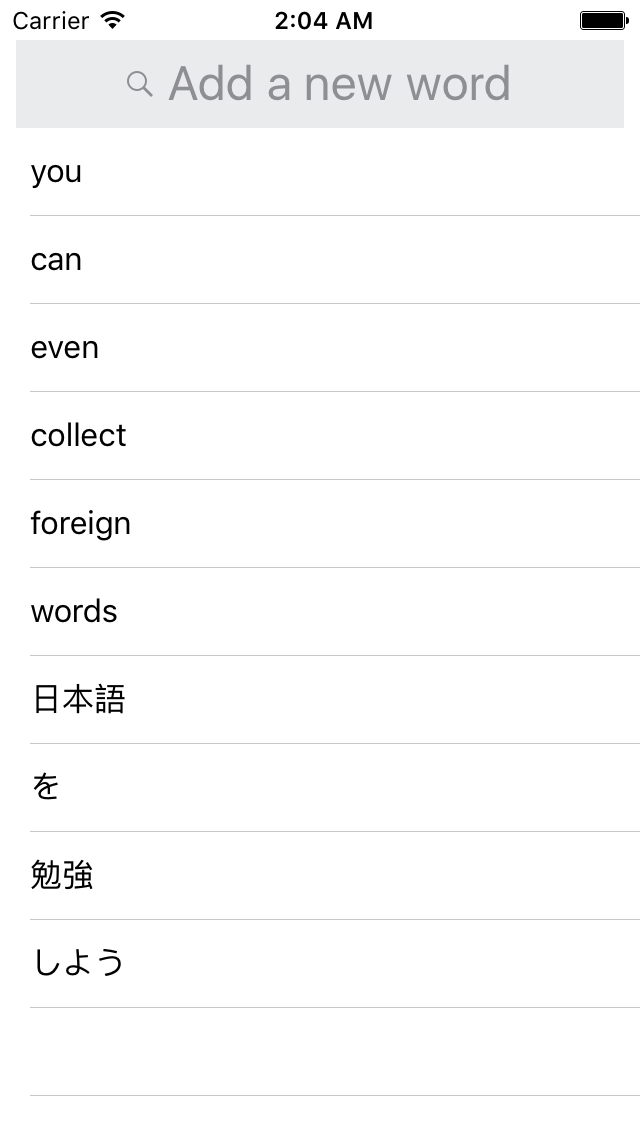 Carrier 2:04 AM
Add a new word
you
can
even
collect
foreign
words
日本語
を
勉強
しよう